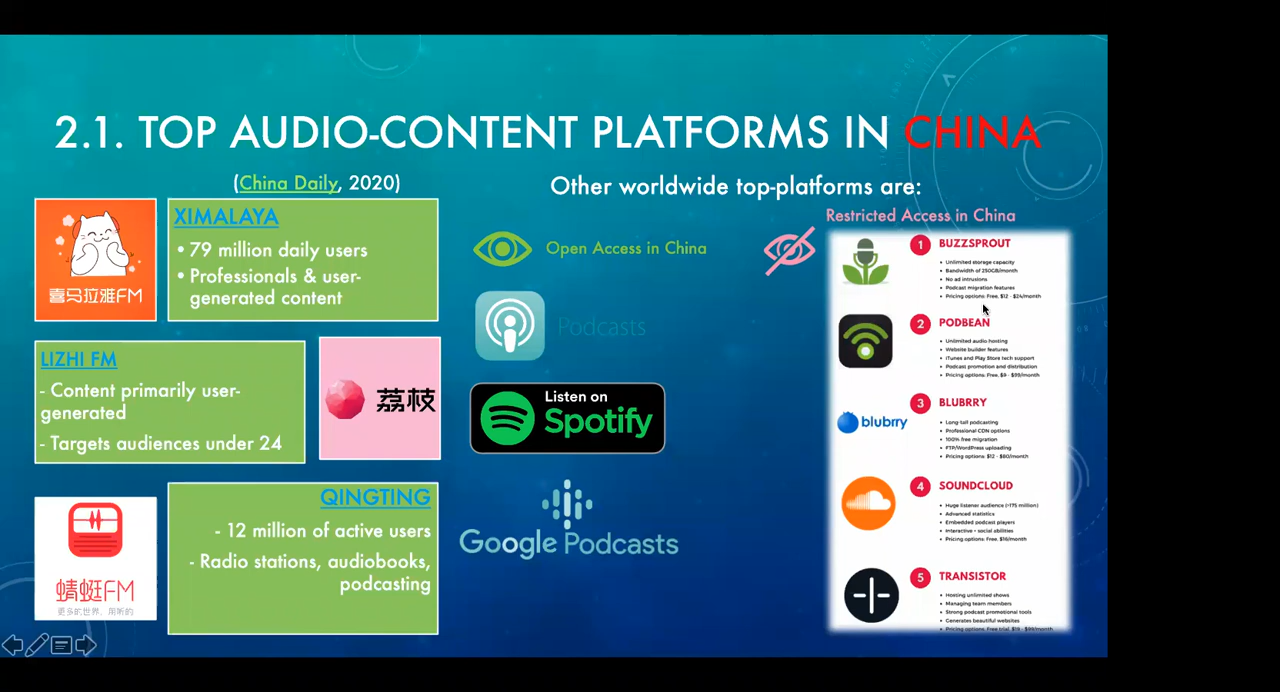 2.1. TOP AUDIO-CONTENT PLATFORMS IN CHINA
(China Daily, 2020)
喜马拉雅FM
XIMALAYA
• 79 million daily users
• Professionals & user-
generated content
LIZHI FM
- Content primarily user-
generated
- Targets audiences under 24
荔枝
蜻蜓FM
更多的世界，用听的
QINGTING
- 12 million of active users
- Radio stations, audiobooks,
podcasting
Other worldwide top-platforms are:
Open Access in China
Podcasts
Listen on
Spotify
Google Podcasts
Restricted Access in China
1 BUZZSPROUT
• Unlimited storage capacity
• Bandwidth of 250GB/month
• No ad intrusions
• Podcast migration features
• Pricing options: Free, $12 - $24/month
2 PODBEAN
• Unlimited audio hosting
• Website builder features
• iTunes and Play Store tech support
• Podcast promotion and distribution
• Pricing options: Free, $9 - $99/month
blubrry
3 BLUBRRY
• Long-tail podcasting
• Professional CDN options
• 100% free migration
• FTP/WordPress uploading
• Pricing options: $12 - $80/month
4 SOUNDCLOUD
• Huge listener audience (>175 million)
• Advanced statistics
• Embedded podcast players
• Interactive + social abilities
• Pricing options: Free, $16/month
5 TRANSISTOR
• Hosting unlimited shows
• Managing team members
• Strong podcast promotional tools
• Generates beautiful websites
• Pricing options: Free trial, $19 - $99/month